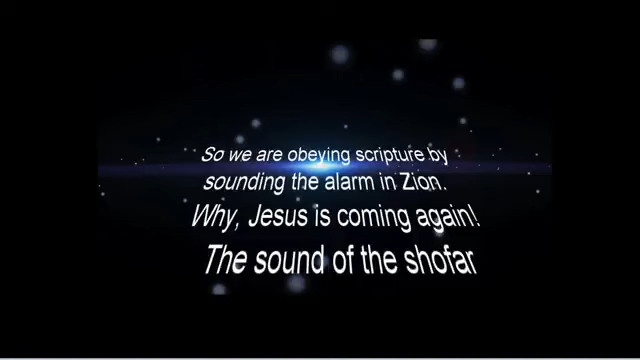 So we are obeying scripture by
sounding the alarm in Zion.
Why, Jesus is coming again!
The sound of the shofar